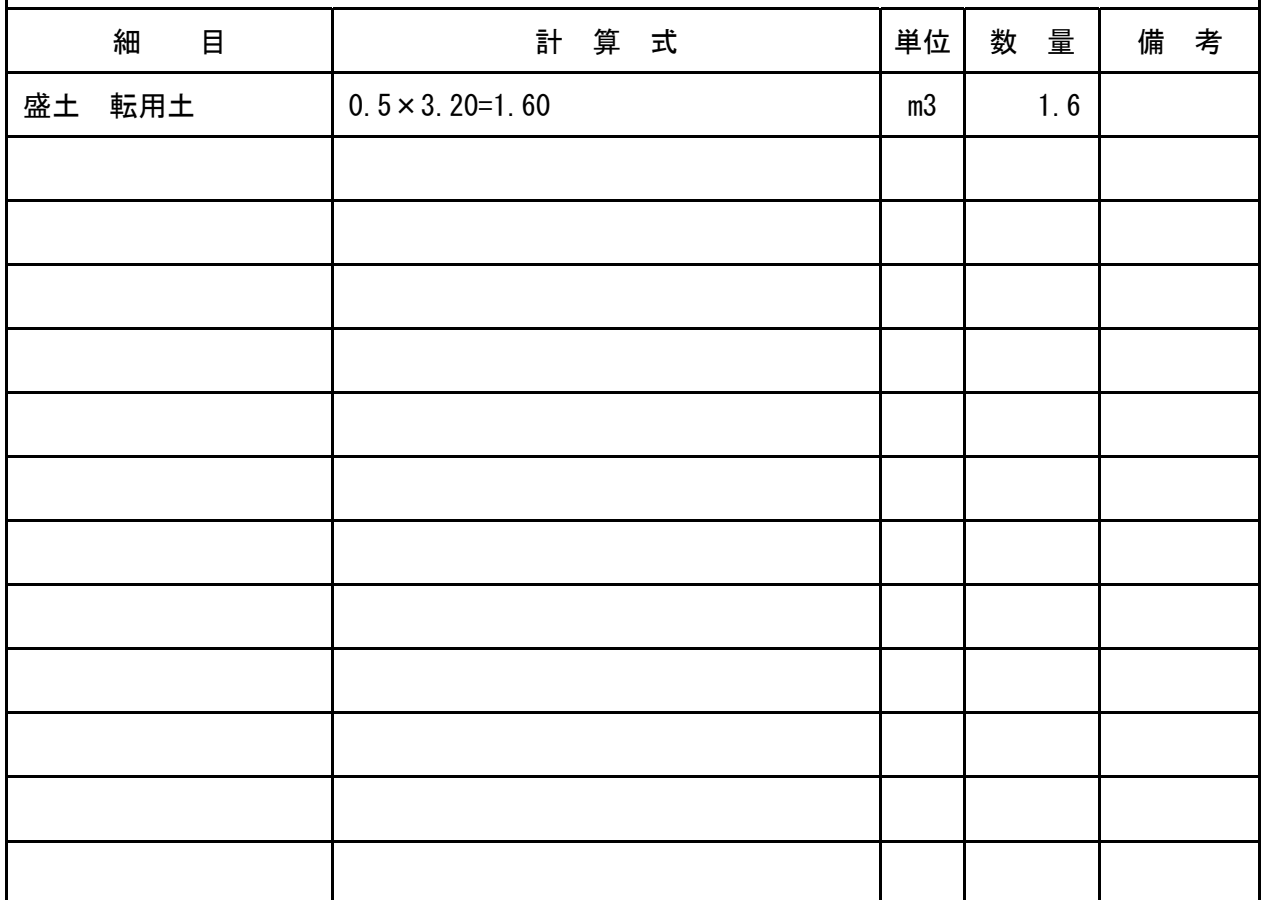 細　　目　計　算　式　単位　数　量　備　考
盛土　転用土　0.5×3.20=1.60　m3　1.6